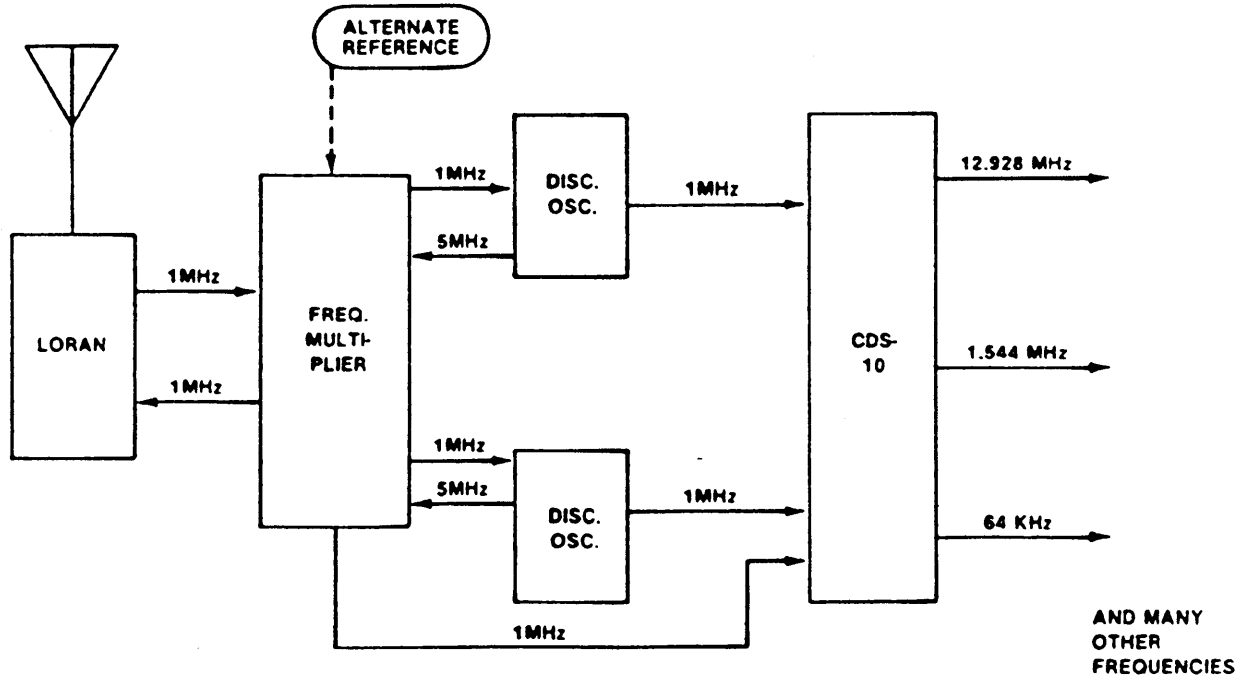 ALTERNATE
REFERENCE
1MHz
DISC.
OSC.
1MHz
12.928 MHz
5MHz
1MHz
LORAN
FREQ.
MULTI-
PLIER
CDS-
10
1.544 MHz
1MHz
1MHz
5MHz
DISC.
OSC.
1MHz
64 KHz
1MHz
AND MANY
OTHER
FREQUENCIES